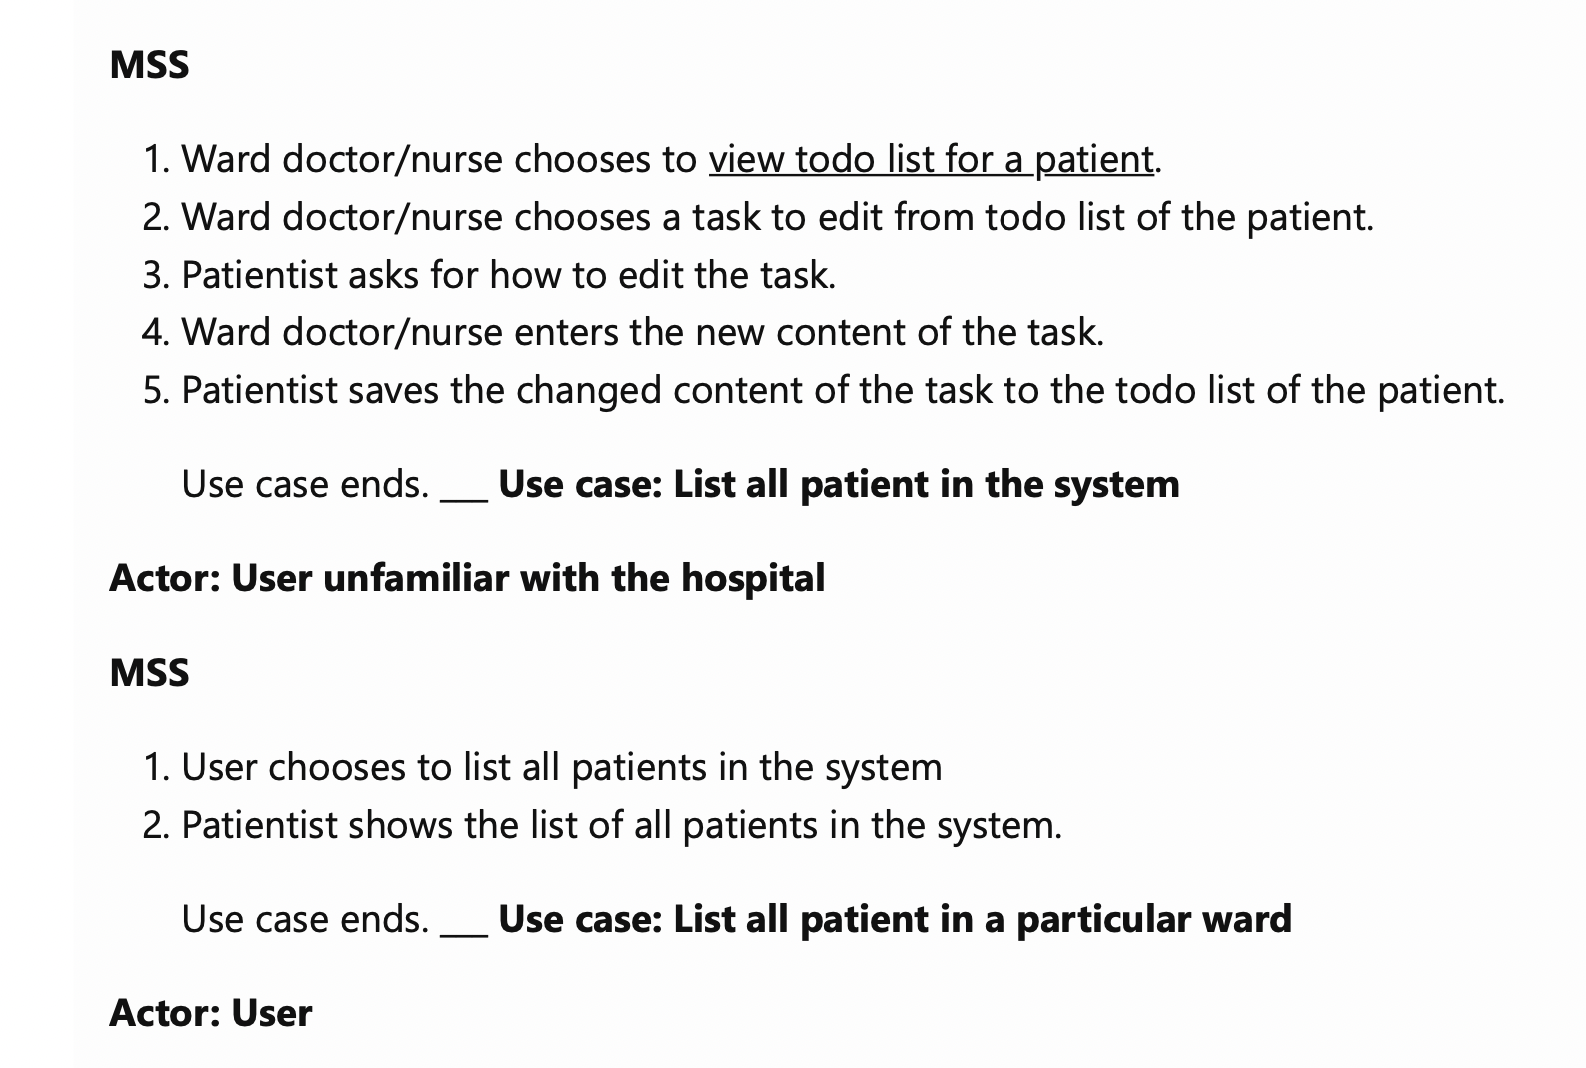 MSS
1. Ward doctor/nurse chooses to view todo list for a patient.
2. Ward doctor/nurse chooses a task to edit from todo list of the patient.
3. Patientist asks for how to edit the task.
4. Ward doctor/nurse enters the new content of the task.
5. Patientist saves the changed content of the task to the todo list of the patient.
Use case ends. ___ Use case: List all patient in the system
Actor: User unfamiliar with the hospital
MSS
1. User chooses to list all patients in the system
2. Patientist shows the list of all patients in the system.
Use case ends. ___ Use case: List all patient in a particular ward
Actor: User